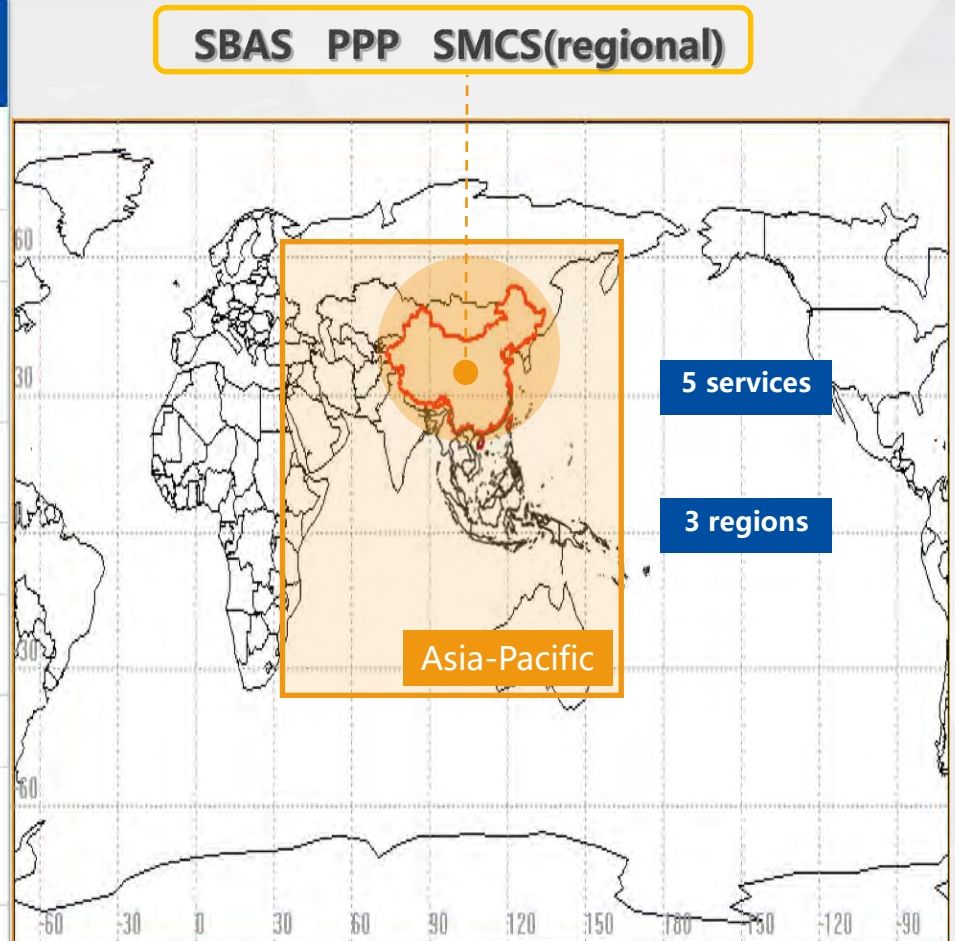 SBAS PPP SMCS(regional)
60
30
5 services
3 regions
30
Asia-Pacific
-60
-60 -30 0 30 60 90 120 150 180 -150 -120 -90